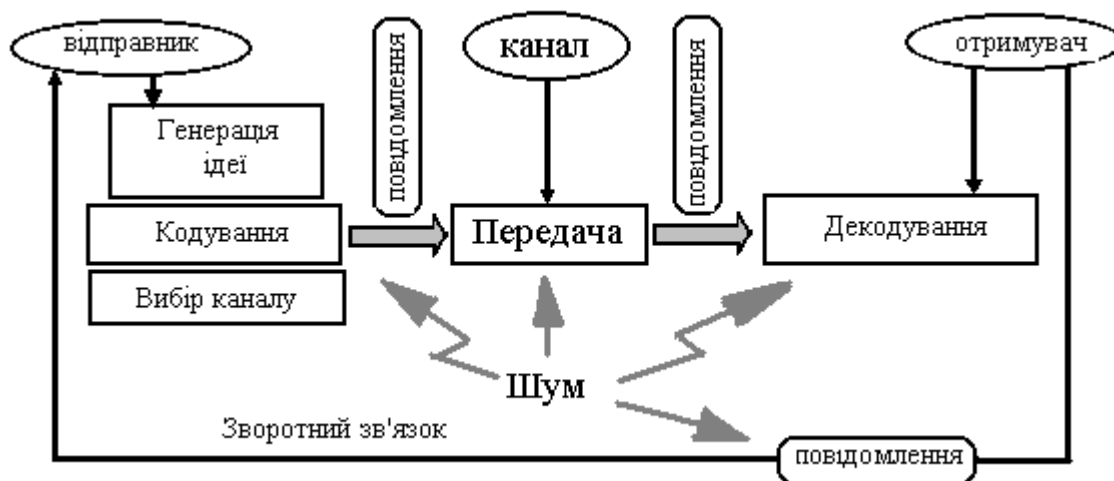 відправник
канал
отримувач
повідомлення
повідомлення
Генерація
ідеї
Кодування
Передача
Декодування
Вибір каналу
Шум
Зворотний зв'язок
повідомлення